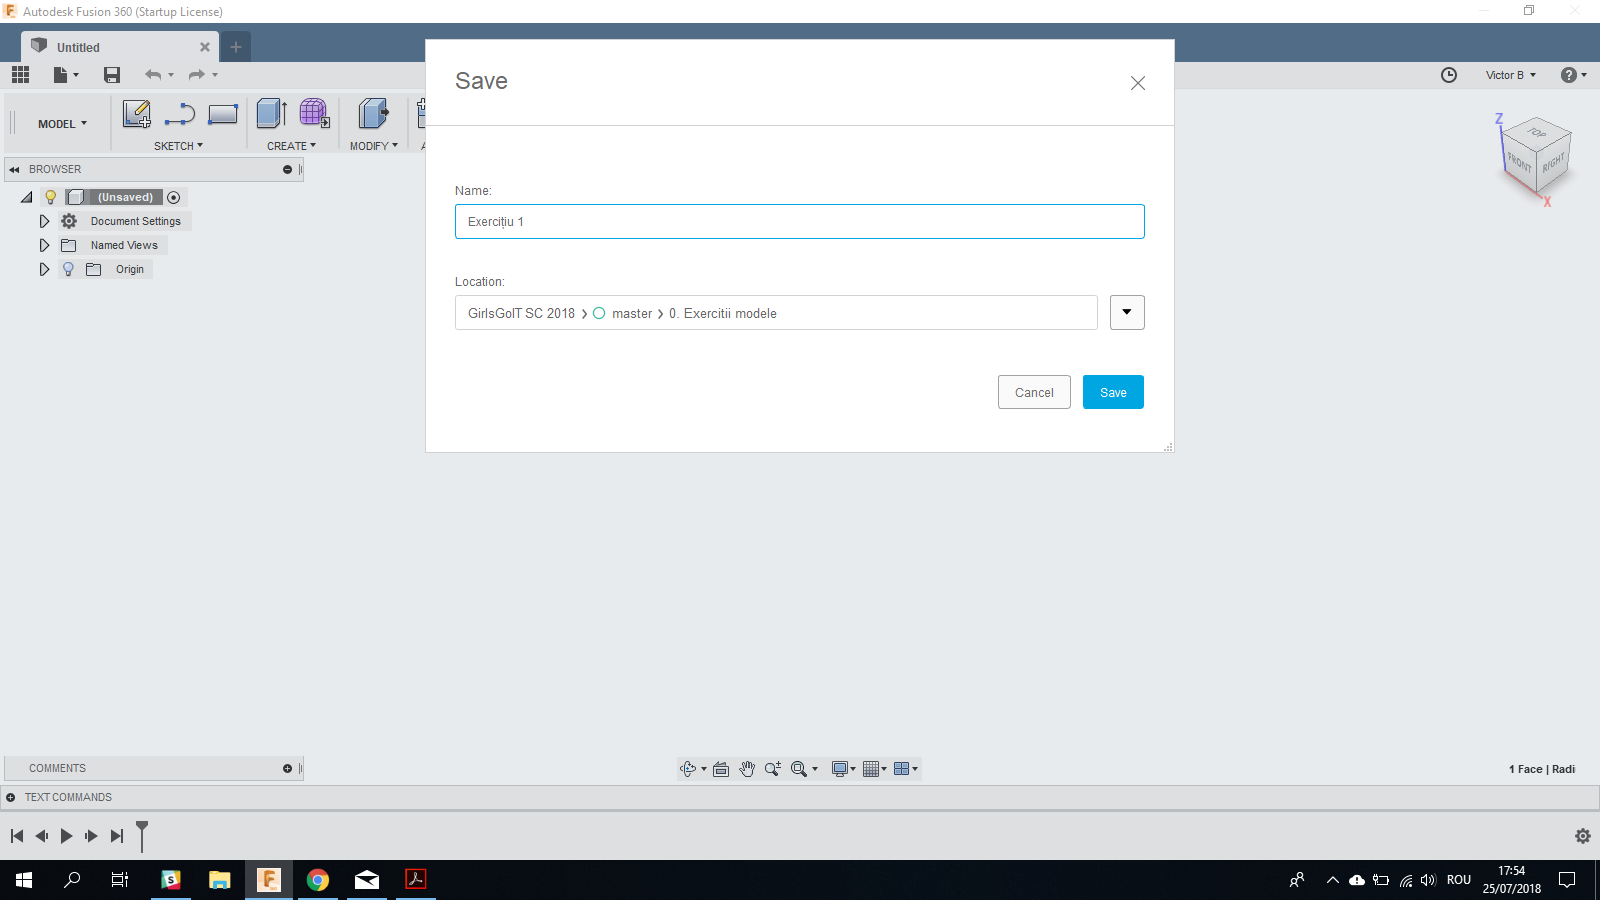 Autodesk Fusion 360 (Startup License)
Untitled
Victor B
MODEL
SKETCH
CREATE
MODIFY
BROWSER
(Unsaved)
Document Settings
Named Views
Origin
Save
Name:
Exercițiu 1
Location:
GirlsGoIT SC 2018 > master > 0. Exercitii modele
Cancel
Save
Z
TOP
FRONT
RIGHT
X
COMMENTS
1 Face | Radi
TEXT COMMANDS
ROU
17:54
25/07/2018